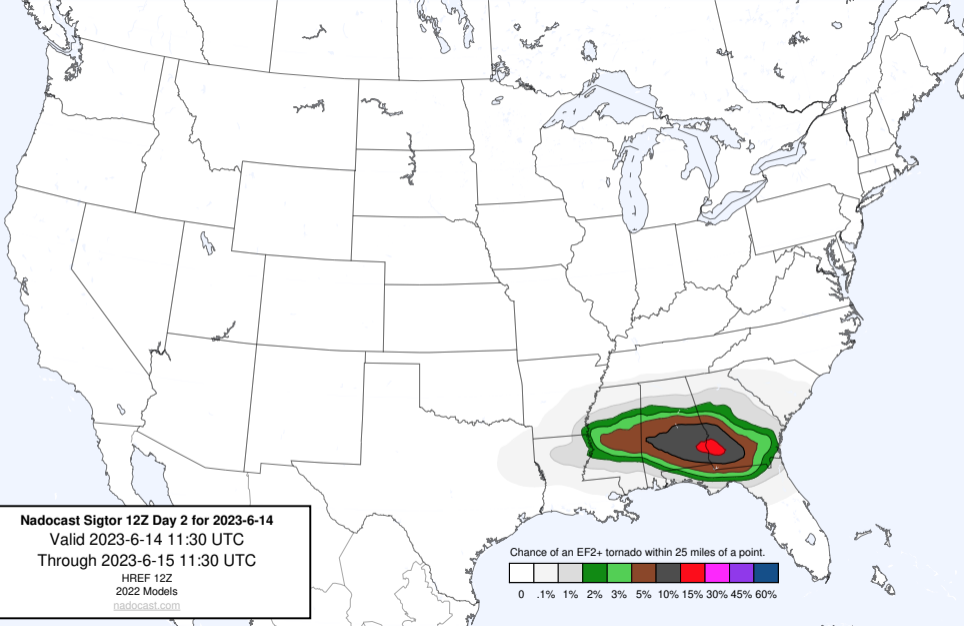 Nadocast Sigtor 12Z Day 2 for 2023-6-14
Valid 2023-6-14 11:30 UTC
Through 2023-6-15 11:30 UTC
HREF 12Z
2022 Models
nadocast.com
Chance of an EF2+ tornado within 25 miles of a point.
0 .1% 1% 2% 3% 5% 10% 15% 30% 45% 60%